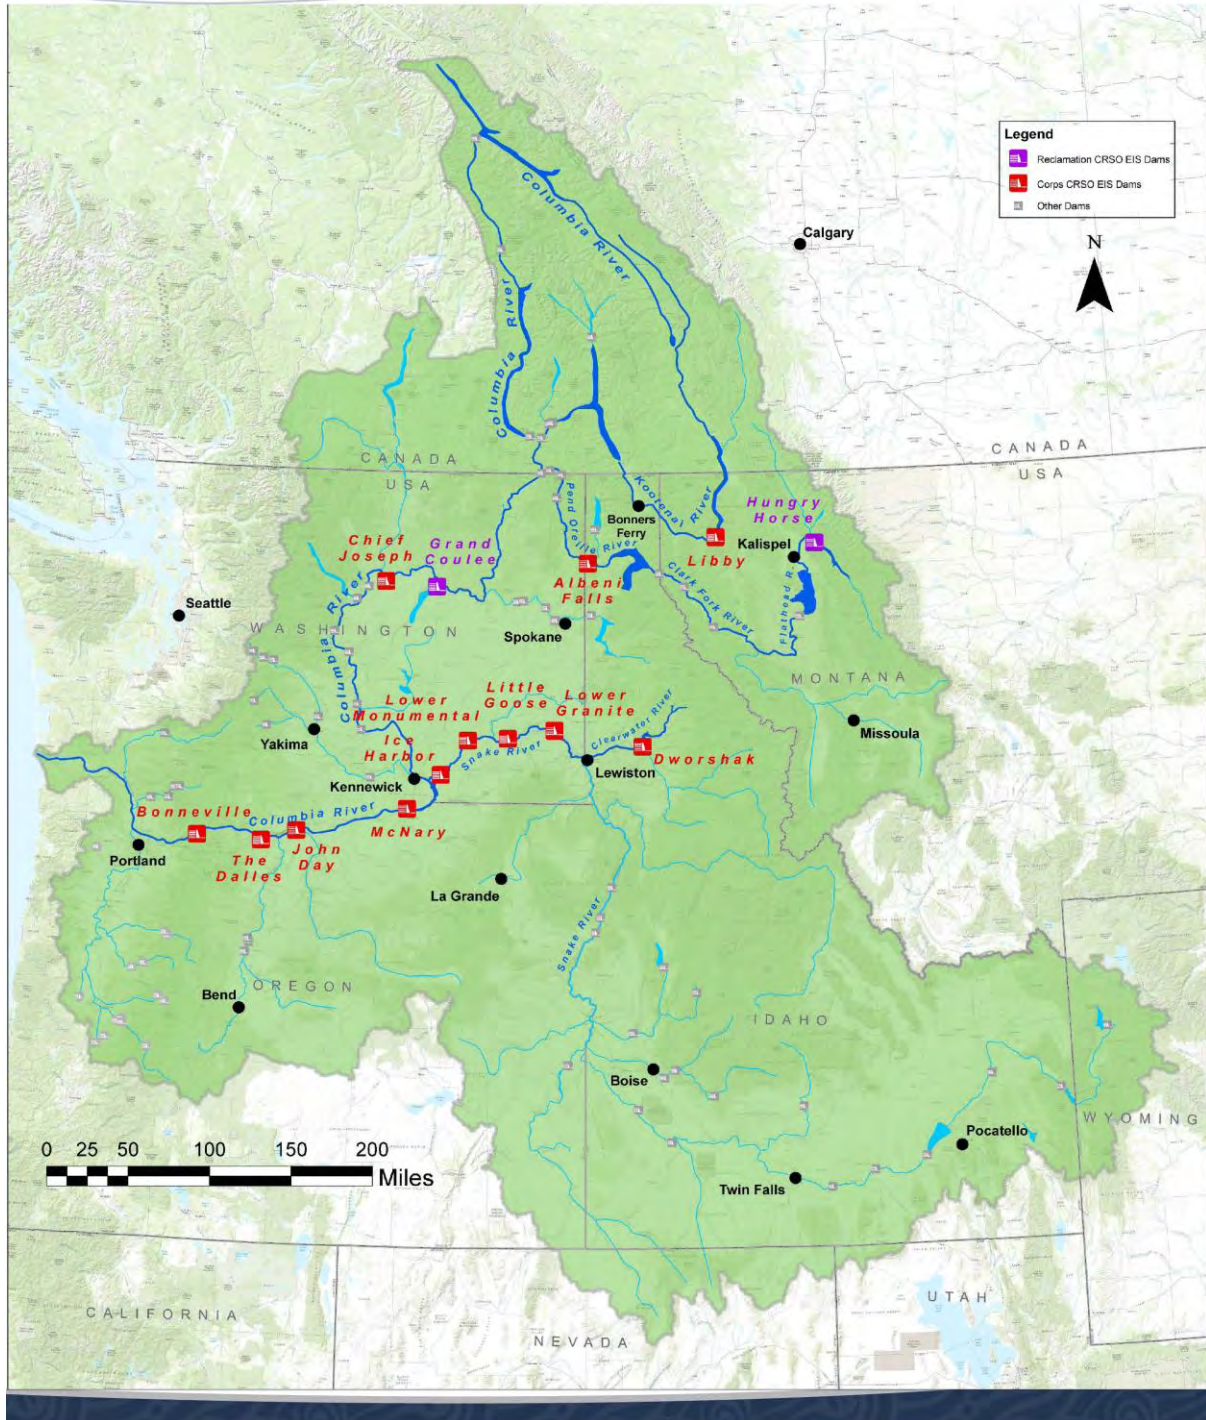 Legend
Reclamation CRSO EIS Dams
Corps CRSO EIS Dams
Other Dams
N
Calgary
Columbia River
Columbia River
CANADA
USA
CANADA
USA
Pend Oreille River
Kootenai River
Bonners
Ferry
Hungry
Horse
Kalispel
Libby
Chief
Joseph
Grand
Coulee
Albeni
Falls
Clark Fork River
Flathead R.
Seattle
WASHINGTON
Columbia River
Spokane
MONTANA
Missoula
Lower
Monumental
Little
Goose
Lower
Granite
Ice
Harbor
Snake River
Clearwater River
Yakima
Kennewick
Lewiston
Dworshak
Bonneville
Columbia River
McNary
Portland
The
Dalles
John
Day
La Grande
Snake River
Bend
OREGON
IDAHO
Boise
WYOMING
Pocatello
Twin Falls
0 25 50 100 150 200
Miles
CALIFORNIA
NEVADA
UTAH